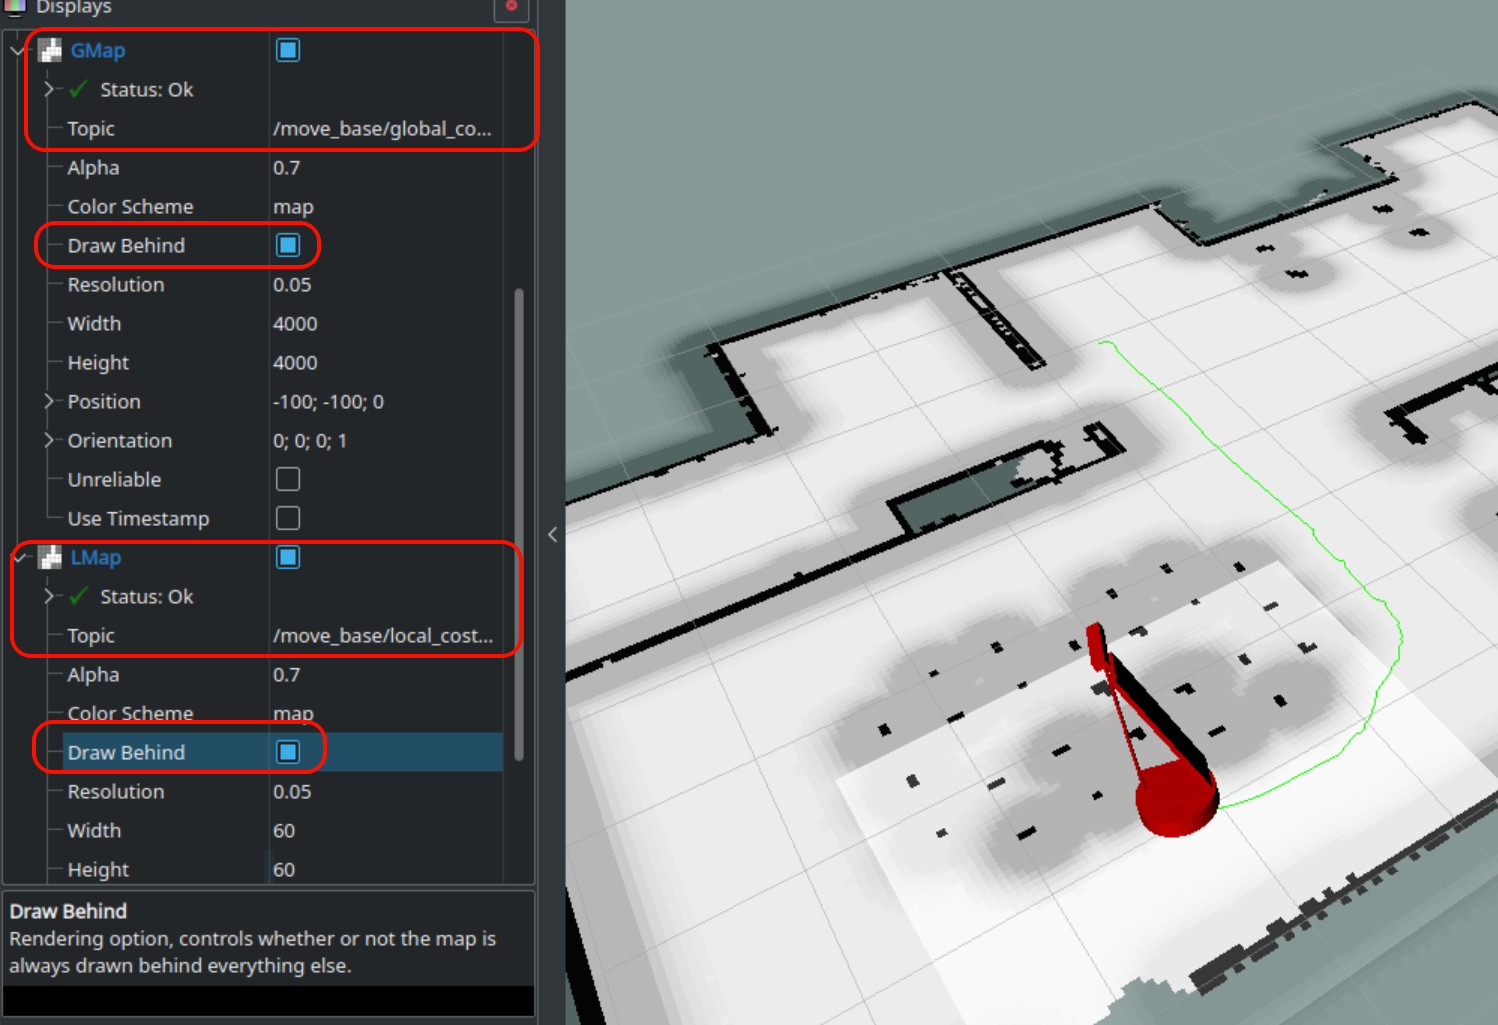 Displays
GMap
Status: Ok
Topic /move_base/global_co...
Alpha 0.7
Color Scheme map
Draw Behind
Resolution 0.05
Width 4000
Height 4000
Position -100; -100; 0
Orientation 0; 0; 0; 1
Unreliable
Use Timestamp
LMap
Status: Ok
Topic /move_base/local_cost...
Alpha 0.7
Color Scheme map
Draw Behind
Resolution 0.05
Width 60
Height 60
Draw Behind
Rendering option, controls whether or not the map is
always drawn behind everything else.